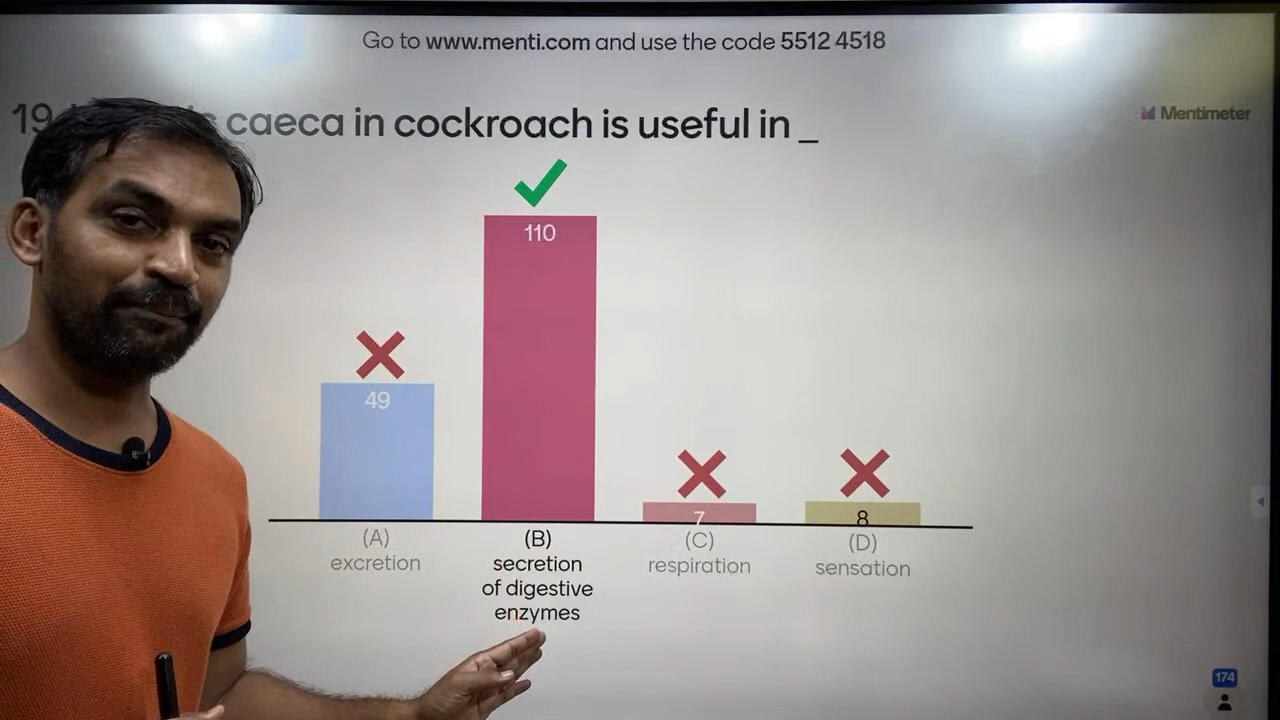 Go to www.menti.com and use the code 5512 4518
19 caeca in cockroach is useful in _
Mentimeter
110
49
7
8
(A)
excretion
(B)
secretion
of digestive
enzymes
(C)
respiration
(D)
sensation
174